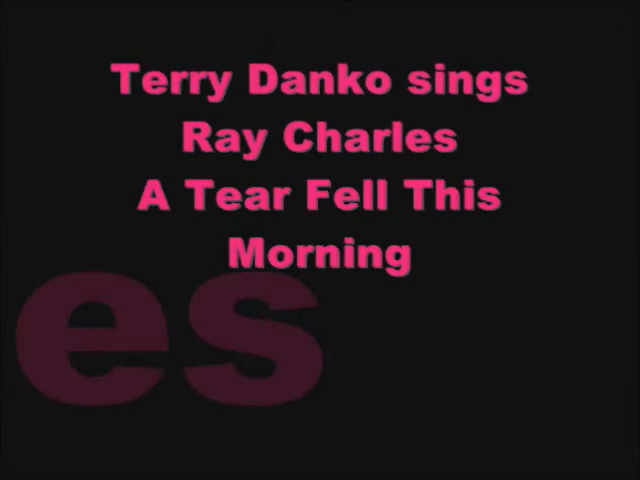 Terry Danko sings
Ray Charles
A Tear Fell This
Morning
es